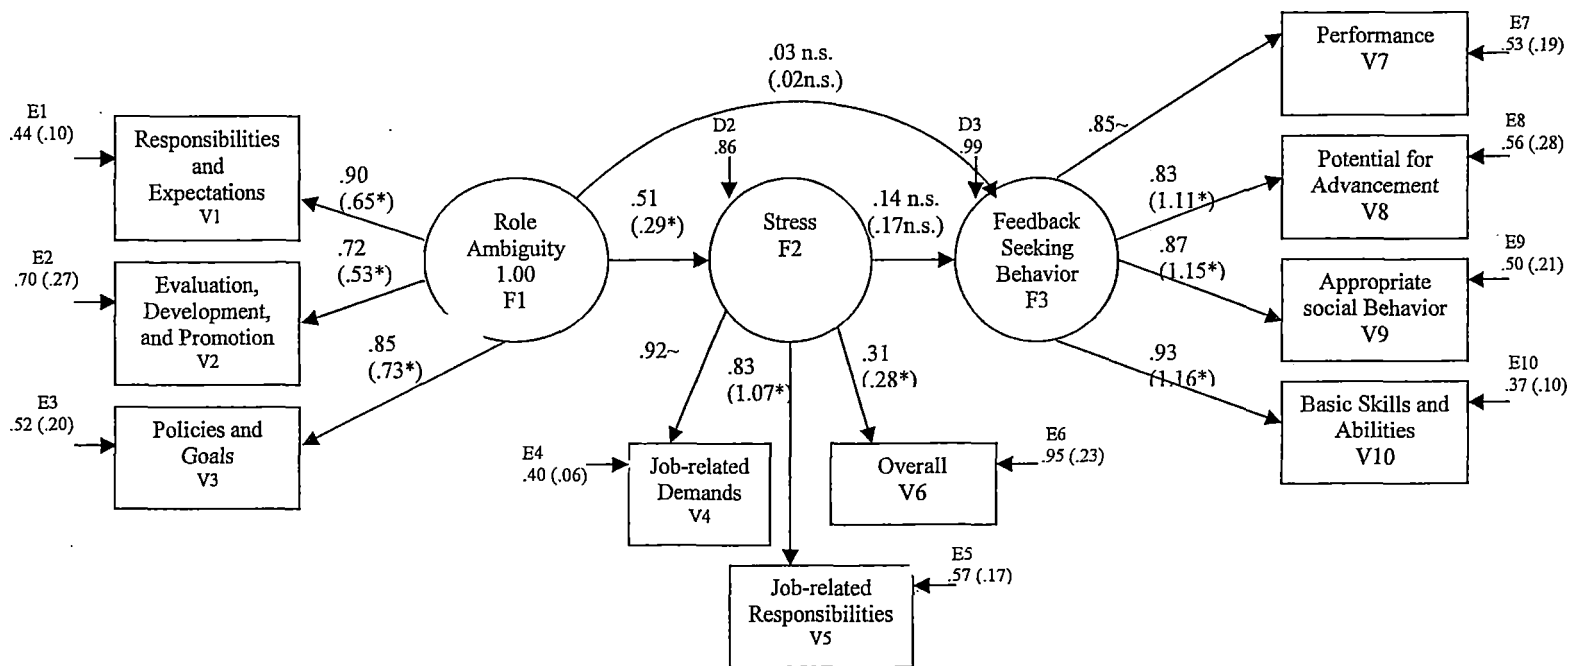 E1
.44 (.10)
Responsibilities
and
Expectations
V1
.90
(.65*)
E2
.70 (.27)
Evaluation,
Development,
and Promotion
V2
.72
(.53*)
E3
.52 (.20)
Policies and
Goals
V3
.85
(.73*)
Role
Ambiguity
1.00
F1
.03 n.s.
(.02n.s.)
.51
(.29*)
D2
.86
Stress
F2
.14 n.s.
(.17n.s.)
D3
.99
Feedback
Seeking
Behavior
F3
.92~
.83
(1.07*)
.31
(.28*)
E4
.40 (.06)
Job-related
Demands
V4
E5
.57 (.17)
Job-related
Responsibilities
V5
E6
.95 (.23)
Overall
V6
.85~
E7
.53 (.19)
Performance
V7
.83
(1.11*)
E8
.56 (.28)
Potential for
Advancement
V8
.87
(1.15*)
E9
.50 (.21)
Appropriate
social Behavior
V9
.93
(1.16*)
E10
.37 (.10)
Basic Skills and
Abilities
V10